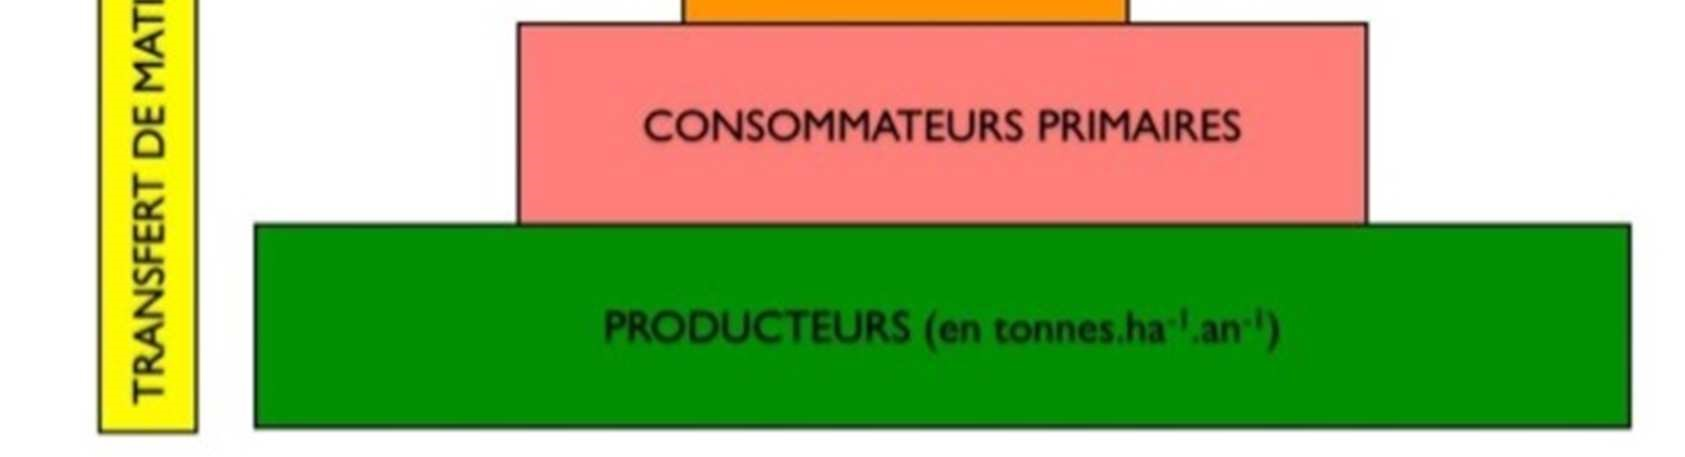 TRANSFERT DE MATI
CONSOMMATEURS PRIMAIRES
PRODUCTEURS (en tonnes.ha⁻¹.an⁻¹)